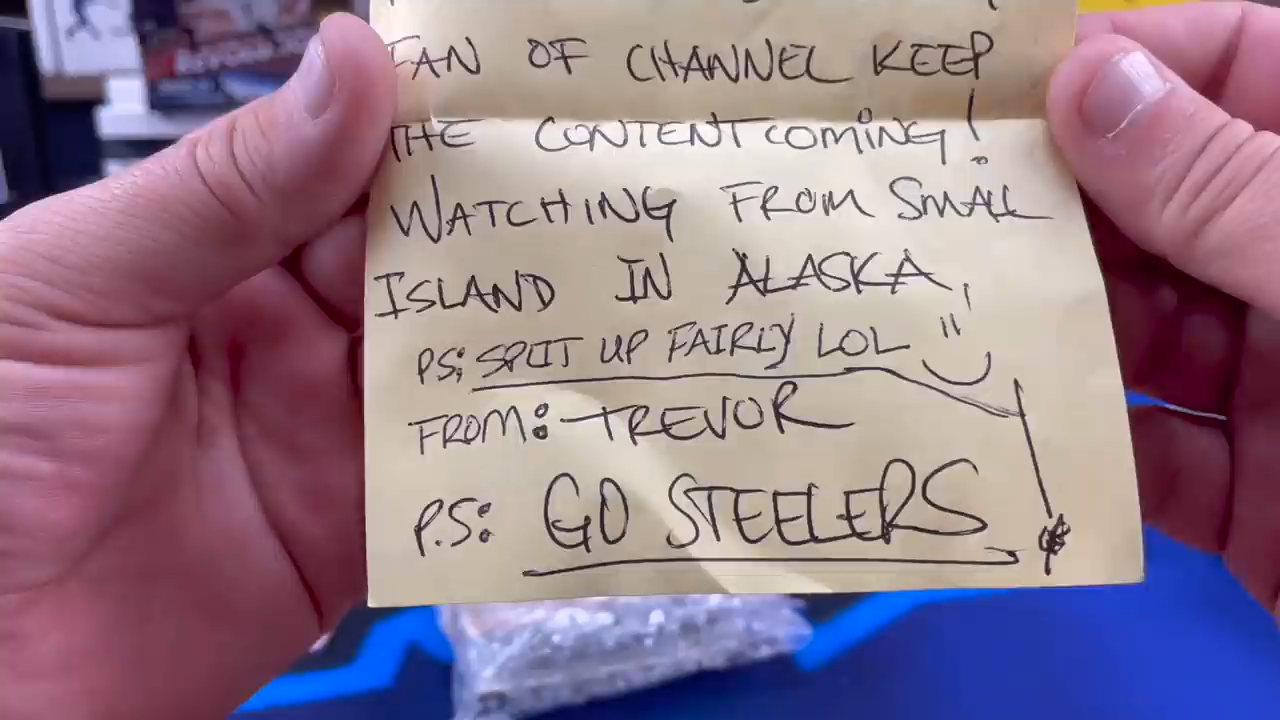 FAN OF CHANNEL KEEP
THE CONTENT COMING!
WATCHING FROM SMALL
ISLAND IN ALASKA,
PS; SPLIT UP FAIRLY LOL
FROM: TREVOR
P.S: GO STEELERS